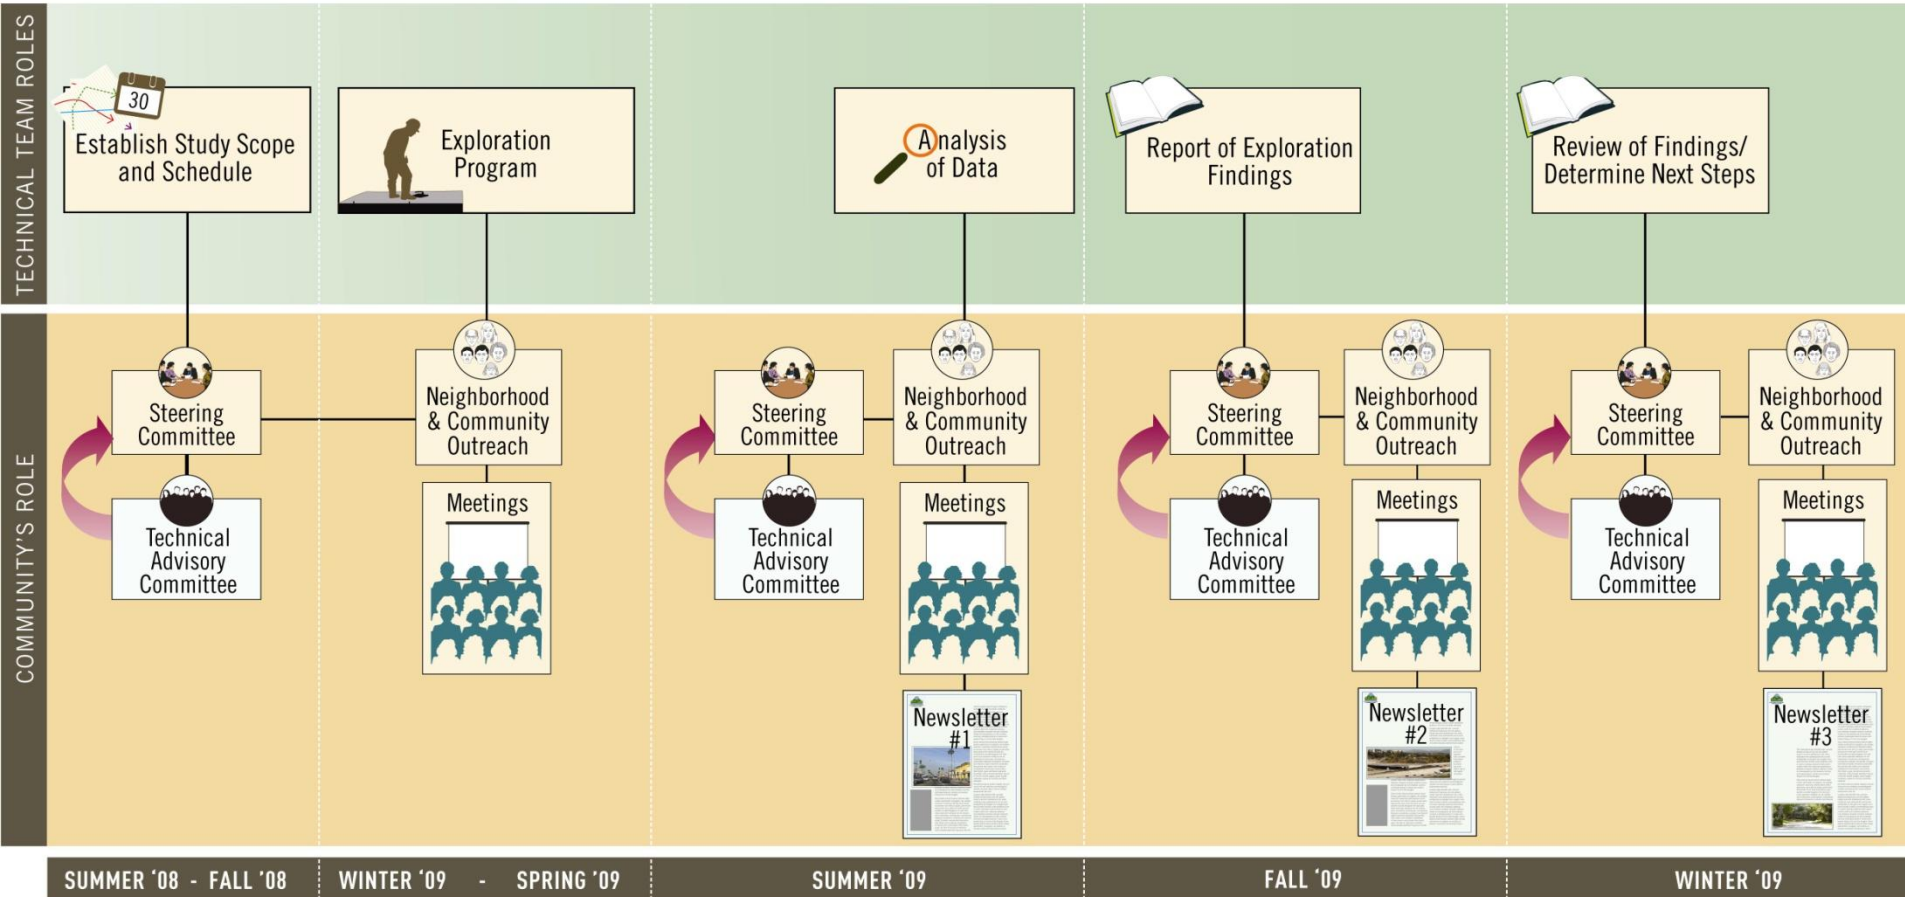 TECHNICAL TEAM ROLES
30
Establish Study Scope
and Schedule
Exploration
Program
Analysis
of Data
Report of Exploration
Findings
Review of Findings/
Determine Next Steps
COMMUNITY'S ROLE
Steering
Committee
Technical
Advisory
Committee
Neighborhood
& Community
Outreach
Meetings
Steering
Committee
Technical
Advisory
Committee
Neighborhood
& Community
Outreach
Meetings
Newsletter
#1
Steering
Committee
Technical
Advisory
Committee
Neighborhood
& Community
Outreach
Meetings
Newsletter
#2
Steering
Committee
Technical
Advisory
Committee
Neighborhood
& Community
Outreach
Meetings
Newsletter
#3
SUMMER ‘08 - FALL ’08
WINTER ‘09 - SPRING ’09
SUMMER ‘09
FALL ‘09
WINTER ‘09